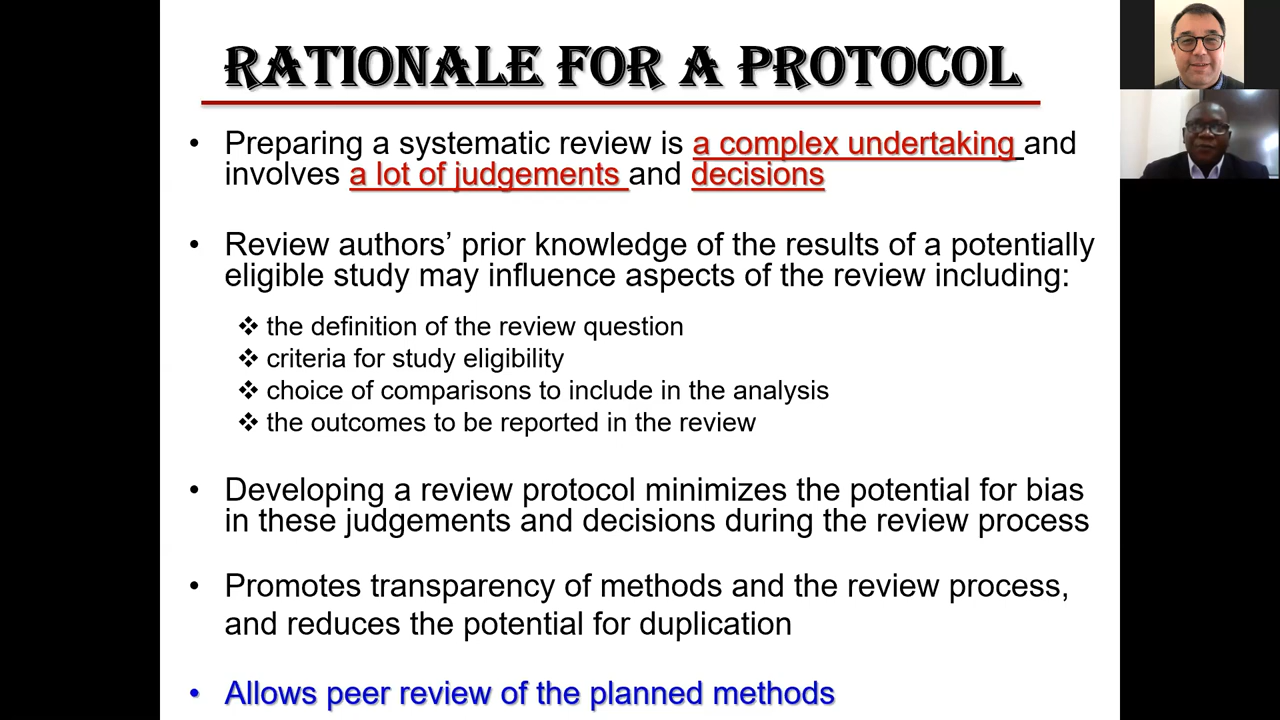 RATIONALE FOR A PROTOCOL
• Preparing a systematic review is a complex undertaking and
involves a lot of judgements and decisions
• Review authors’ prior knowledge of the results of a potentially
eligible study may influence aspects of the review including:
❖ the definition of the review question
❖ criteria for study eligibility
❖ choice of comparisons to include in the analysis
❖ the outcomes to be reported in the review
• Developing a review protocol minimizes the potential for bias
in these judgements and decisions during the review process
• Promotes transparency of methods and the review process,
and reduces the potential for duplication
• Allows peer review of the planned methods